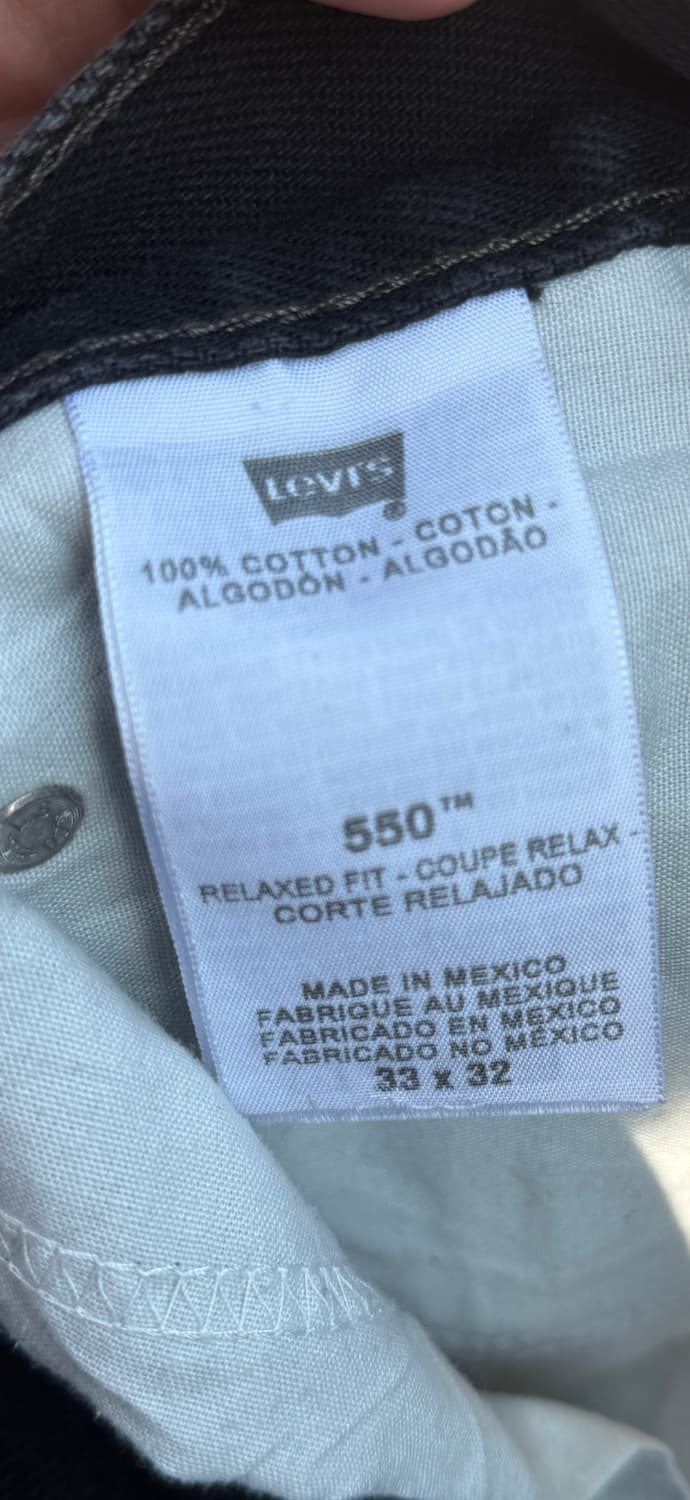 Levi's®
100% COTTON - COTON -
ALGODÓN - ALGODÃO
550™
RELAXED FIT - COUPE RELAX -
CORTE RELAJADO
MADE IN MEXICO
FABRIQUE AU MEXIQUE
FABRICADO EN MÉXICO
FABRICADO NO MÉXICO
33 x 32